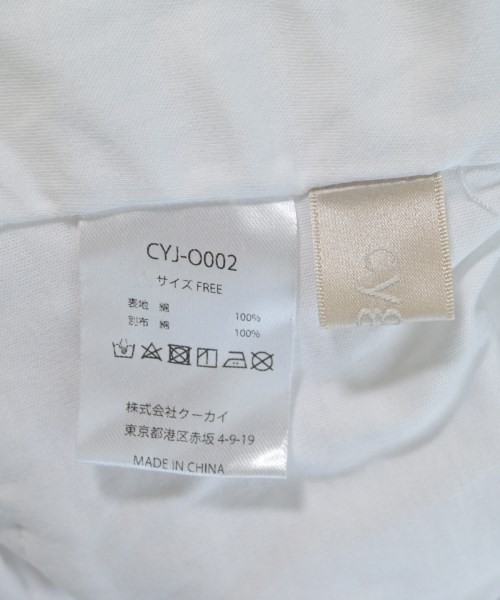 CYJ-O002
サイズ FREE
表地 綿 100%
別布 綿 100%
株式会社クーカイ
東京都港区赤坂 4-9-19
MADE IN CHINA